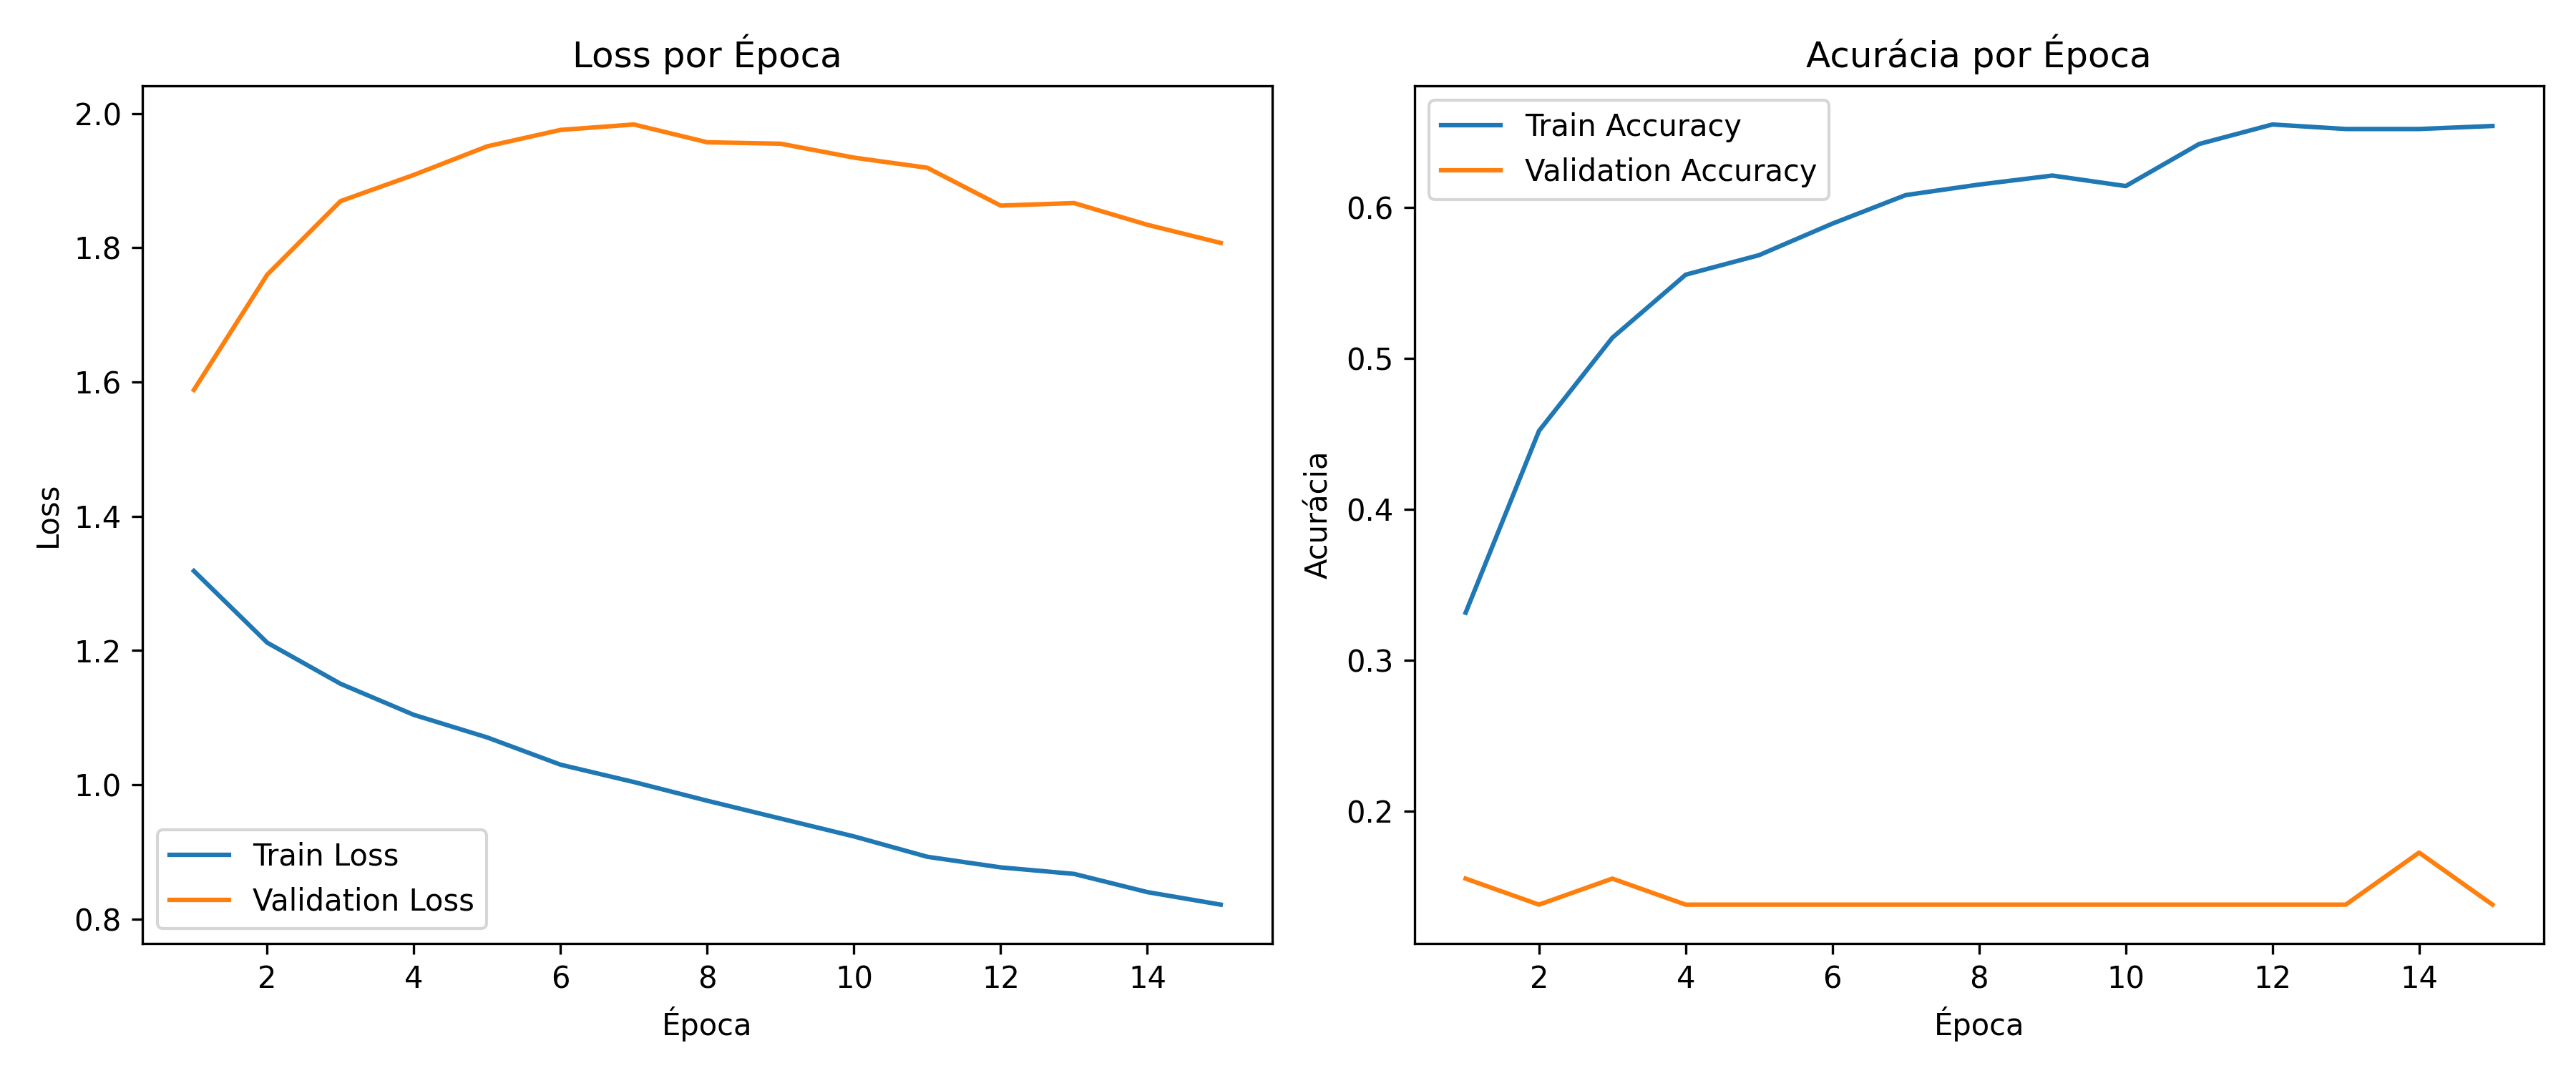 Loss por Época
2.0
1.8
1.6
1.4
1.2
1.0
0.8
Loss
Train Loss
Validation Loss
2 4 6 8 10 12 14
Época
Acurácia por Época
Train Accuracy
Validation Accuracy
0.6
0.5
0.4
0.3
0.2
Acurácia
2 4 6 8 10 12 14
Época